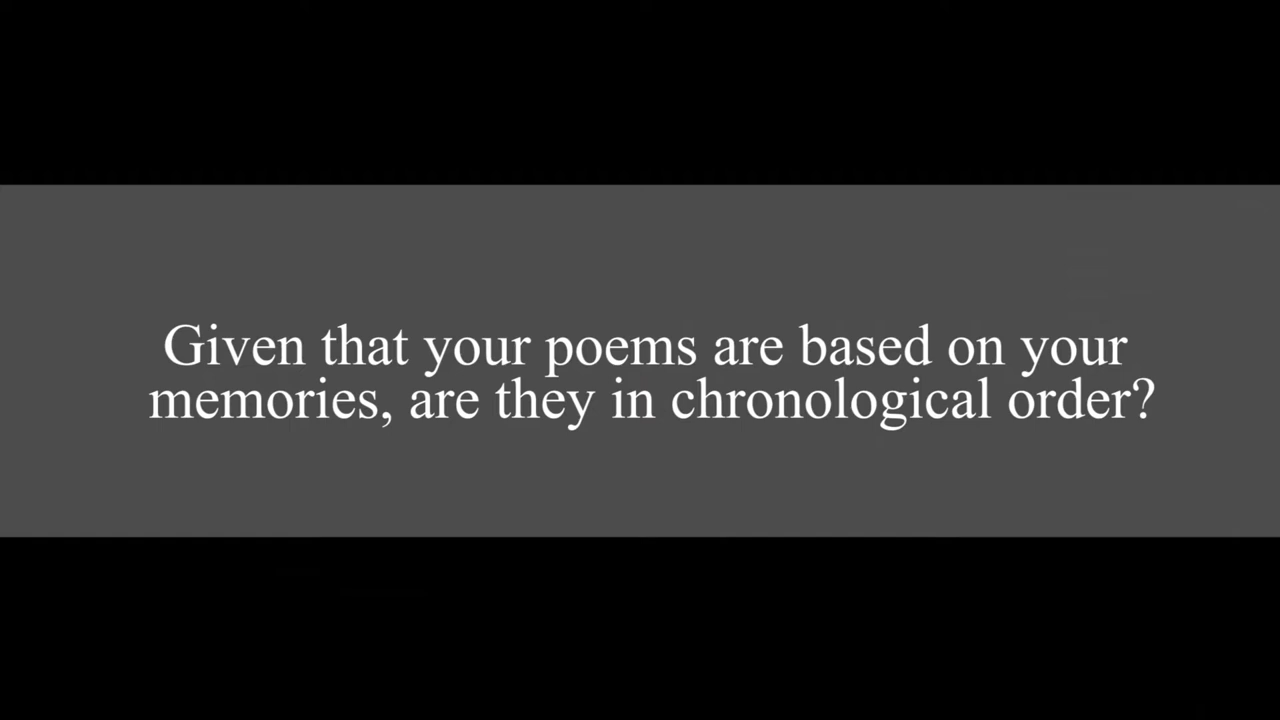 Given that your poems are based on your
memories, are they in chronological order?